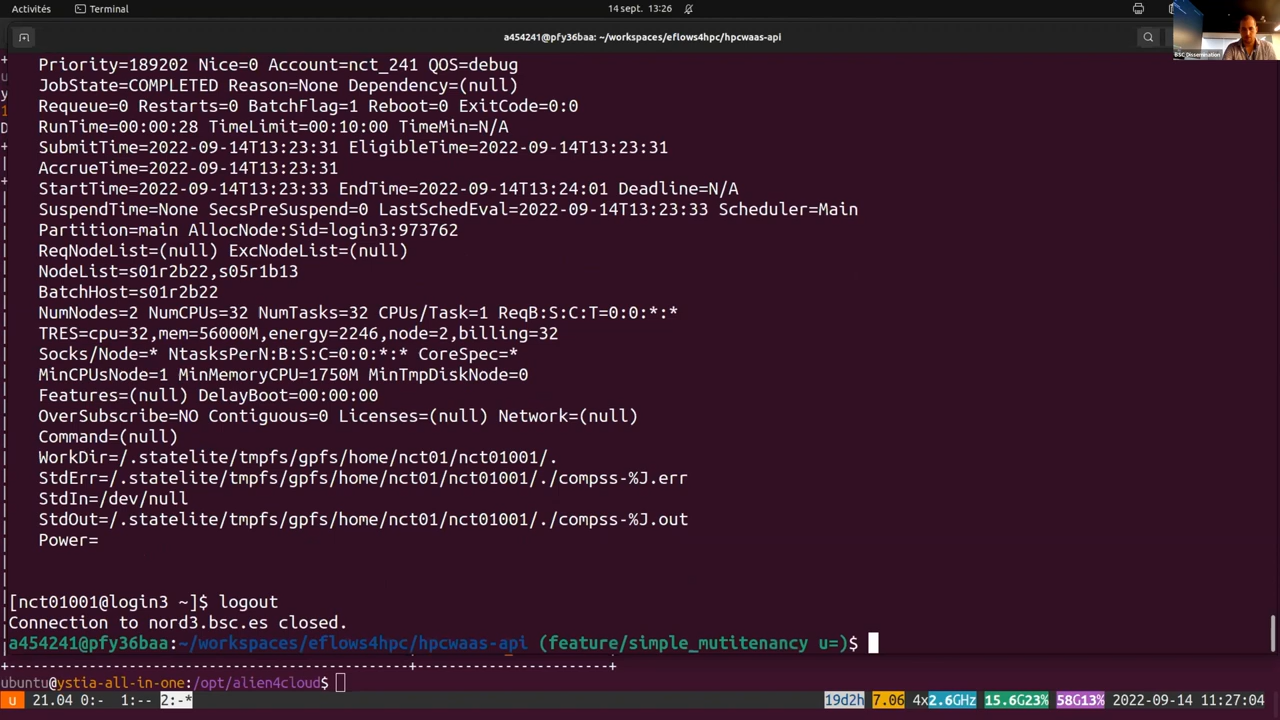 Activités Terminal 14 sept. 13:26
a454241@pfy36baa: ~/workspaces/eflows4hpc/hpcwaas-api
BSC Dissemination
Priority=189202 Nice=0 Account=nct_241 QOS=debug
JobState=COMPLETED Reason=None Dependency=(null)
Requeue=0 Restarts=0 BatchFlag=1 Reboot=0 ExitCode=0:0
RunTime=00:00:28 TimeLimit=00:10:00 TimeMin=N/A
SubmitTime=2022-09-14T13:23:31 EligibleTime=2022-09-14T13:23:31
AccrueTime=2022-09-14T13:23:31
StartTime=2022-09-14T13:23:33 EndTime=2022-09-14T13:24:01 Deadline=N/A
SuspendTime=None SecsPreSuspend=0 LastSchedEval=2022-09-14T13:23:33 Scheduler=Main
Partition=main AllocNode:Sid=login3:973762
ReqNodeList=(null) ExcNodeList=(null)
NodeList=s01r2b22,s05r1b13
BatchHost=s01r2b22
NumNodes=2 NumCPUs=32 NumTasks=32 CPUs/Task=1 ReqB:S:C:T=0:0:*:*
TRES=cpu=32,mem=56000M,energy=2246,node=2,billing=32
Socks/Node=* NtasksPerN:B:S:C=0:0:*:* CoreSpec=*
MinCPUsNode=1 MinMemoryCPU=1750M MinTmpDiskNode=0
Features=(null) DelayBoot=00:00:00
OverSubscribe=NO Contiguous=0 Licenses=(null) Network=(null)
Command=(null)
WorkDir=/.statelite/tmpfs/gpfs/home/nct01/nct01001/.
StdErr=/.statelite/tmpfs/gpfs/home/nct01/nct01001/./compss-%J.err
StdIn=/dev/null
StdOut=/.statelite/tmpfs/gpfs/home/nct01/nct01001/./compss-%J.out
Power=
[nct01001@login3 ~]$ logout
Connection to nord3.bsc.es closed.
a454241@pfy36baa:~/workspaces/eflows4hpc/hpcwaas-api (feature/simple_mutitenancy u=)$
+--------------------------------------------------+------------------------+
ubuntu@ystia-all-in-one:/opt/alien4cloud$
u 21.04 0:- 1:-- 2:-* 19d2h 7.06 4x2.6GHz 15.6G23% 58G13% 2022-09-14 11:27:04